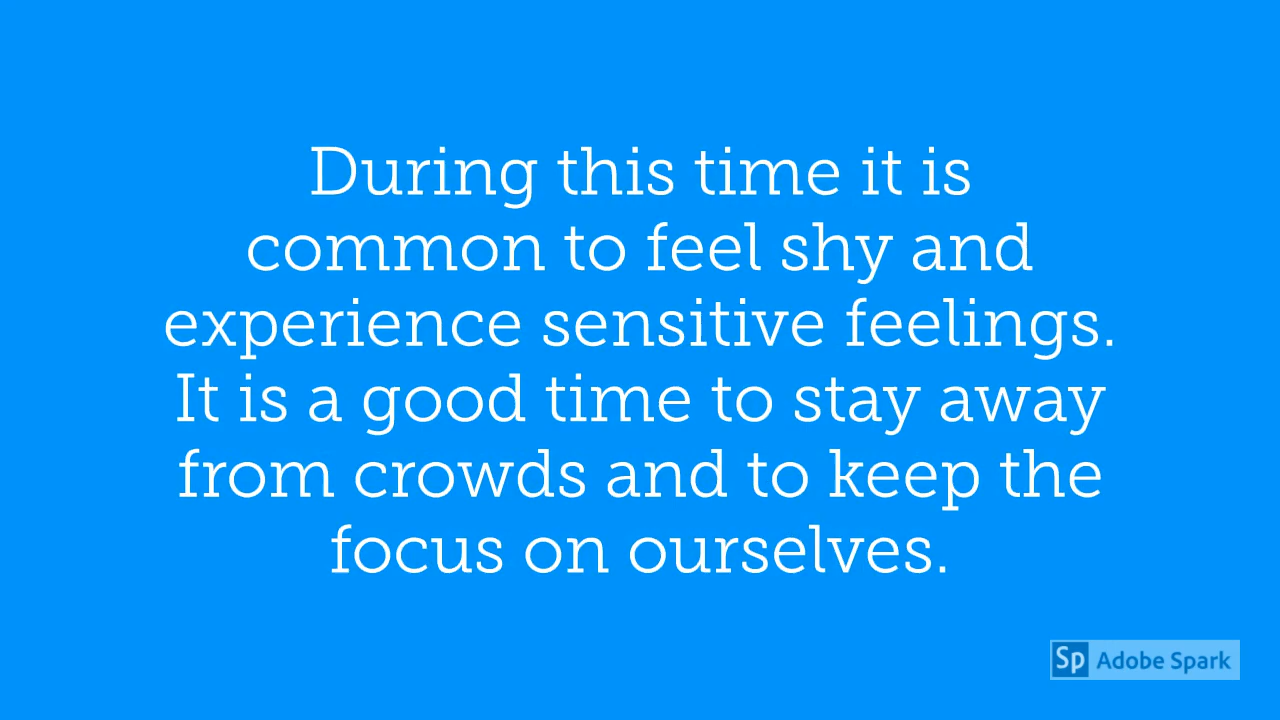 During this time it is
common to feel shy and
experience sensitive feelings.
It is a good time to stay away
from crowds and to keep the
focus on ourselves.
Sp Adobe Spark